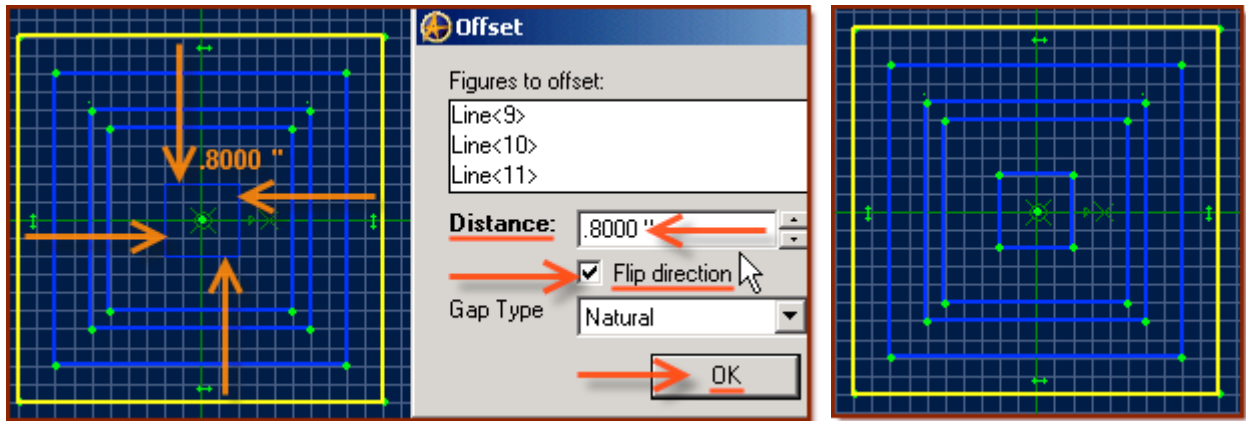 .8000 "
Offset
Figures to offset:
Line<9>
Line<10>
Line<11>
Distance: .8000 "
Flip direction
Gap Type Natural
OK